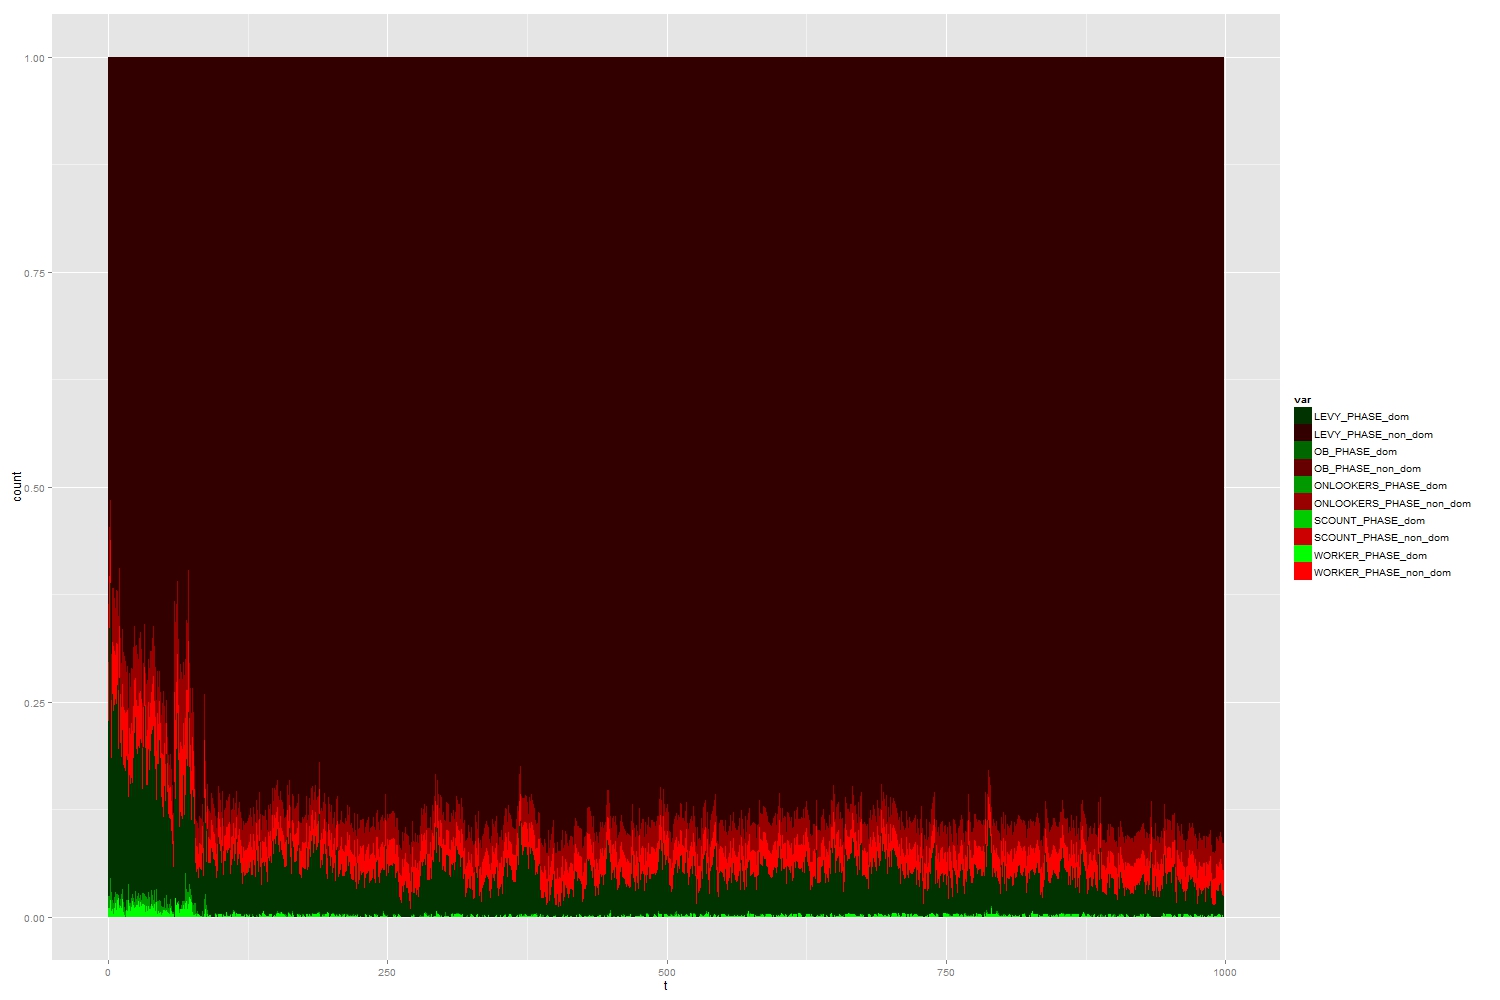 1.00
0.75
0.50
0.25
0.00
count
0
250
500
750
1000
t
var
LEVY_PHASE_dom
LEVY_PHASE_non_dom
OB_PHASE_dom
OB_PHASE_non_dom
ONLOOKERS_PHASE_dom
ONLOOKERS_PHASE_non_dom
SCOUNT_PHASE_dom
SCOUNT_PHASE_non_dom
WORKER_PHASE_dom
WORKER_PHASE_non_dom